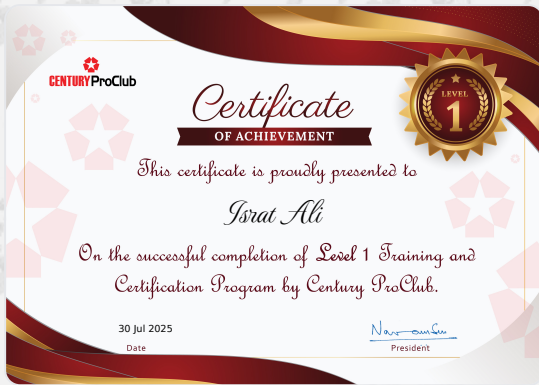 CENTURY ProClub
Certificate
OF ACHIEVEMENT
LEVEL
1
This certificate is proudly presented to
Israt Ali
On the successful completion of Level 1 Training and
Certification Program by Century ProClub.
30 Jul 2025
Date
President